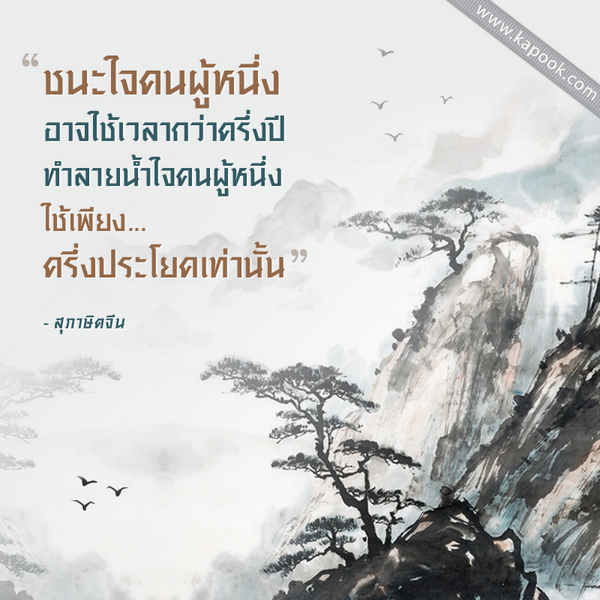 www.kapook.com
“ชนะใจคนผู้หนึ่ง
อาจใช้เวลากว่าครึ่งปี
ทำลายน้ำใจคนผู้หนึ่ง
ใช้เพียง...
ครึ่งประโยคเท่านั้น”
- สุภาษิตจีน